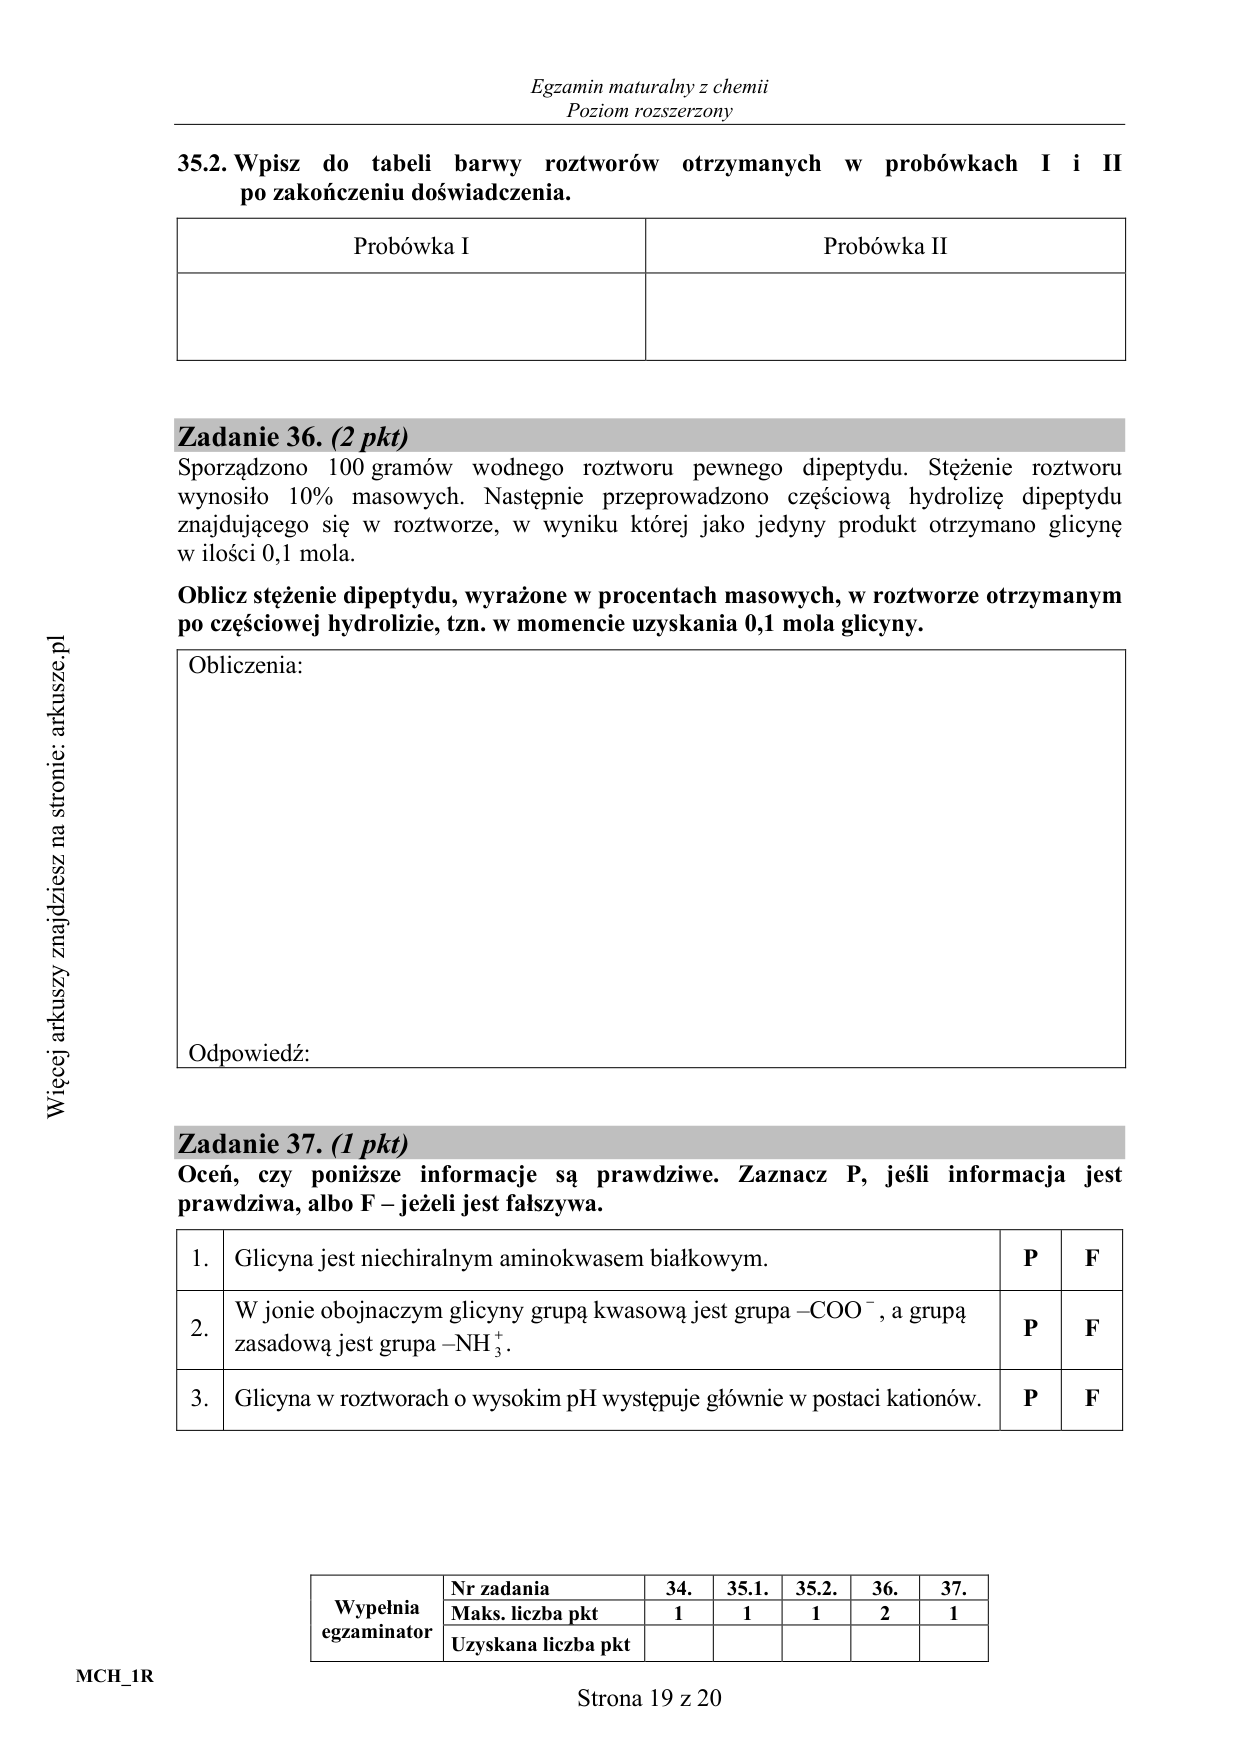 Egzamin maturalny z chemii
Poziom rozszerzony
35.2. Wpisz do tabeli barwy roztworów otrzymanych w probówkach I i II
po zakończeniu doświadczenia.
Probówka I Probówka II
Zadanie 36. (2 pkt)
Sporządzono 100 gramów wodnego roztworu pewnego dipeptydu. Stężenie roztworu
wynosiło 10% masowych. Następnie przeprowadzono częściową hydrolizę dipeptydu
znajdującego się w roztworze, w wyniku której jako jedyny produkt otrzymano glicynę
w ilości 0,1 mola.
Oblicz stężenie dipeptydu, wyrażone w procentach masowych, w roztworze otrzymanym
po częściowej hydrolizie, tzn. w momencie uzyskania 0,1 mola glicyny.
Obliczenia:
Odpowiedź:
Zadanie 37. (1 pkt)
Oceń, czy poniższe informacje są prawdziwe. Zaznacz P, jeśli informacja jest
prawdziwa, albo F – jeżeli jest fałszywa.
1. Glicyna jest niechiralnym aminokwasem białkowym. P F
2. W jonie obojnaczym glicyny grupą kwasową jest grupa –COO⁻, a grupą
zasadową jest grupa –NH₃⁺. P F
3. Glicyna w roztworach o wysokim pH występuje głównie w postaci kationów. P F
Wypełnia egzaminator
Nr zadania 34. 35.1. 35.2. 36. 37.
Maks. liczba pkt 1 1 1 2 1
Uzyskana liczba pkt
MCH_1R
Strona 19 z 20
Więcej arkuszy znajdziesz na stronie: arkusze.pl